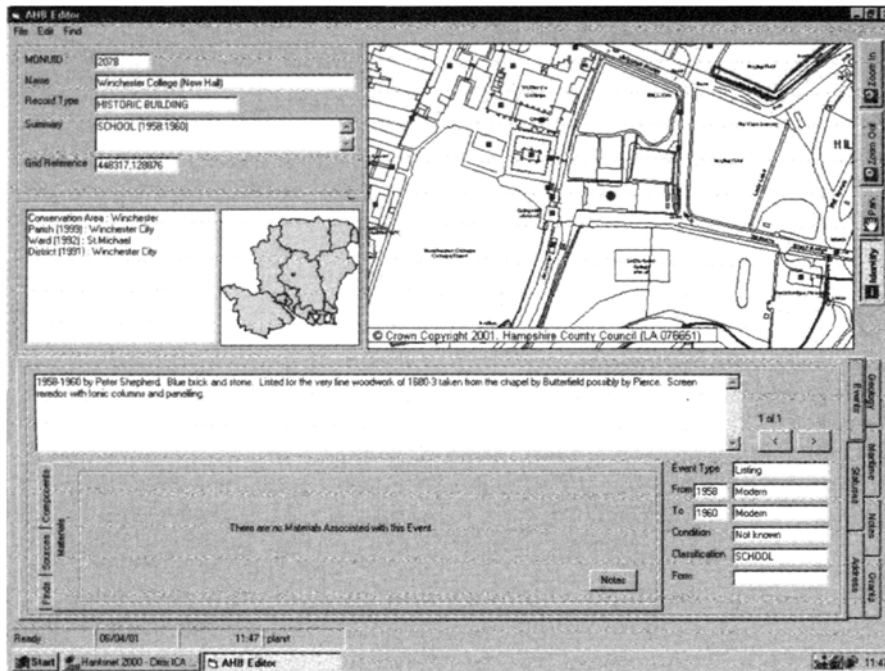 AHB Editor
File Edit Find
MONUID 2078
Name Winchester College (New Hall)
Record Type HISTORIC BUILDING
Summary SCHOOL (1958:1960)
Grid Reference 448317,128876
Zoom In
Zoom Out
Pan
Identify
Conservation Area : Winchester
Parish (1999) : Winchester City
Ward (1992) : St.Michael
District (1991) : Winchester City
© Crown Copyright 2001, Hampshire County Council (LA 076651)
1958-1960 by Peter Shepherd. Blue brick and stone. Listed for the very fine woodwork of 1680-3 taken from the chapel by Butterfield possibly by Pierce. Screen
reredos with Ionic columns and panelling.
1 of 1
< >
Events
Geology
Statuses
Maritime
Notes
Address
Grants
Event Type Listing
From 1958 Modern
To 1960 Modern
Condition Not known
Classification SCHOOL
Form
Components
Sources
Finds
Materials
There are no Materials Associated with this Event
Notes
Ready 06/04/01 11:47
Start Hantsnet 2000 - AHB Editor